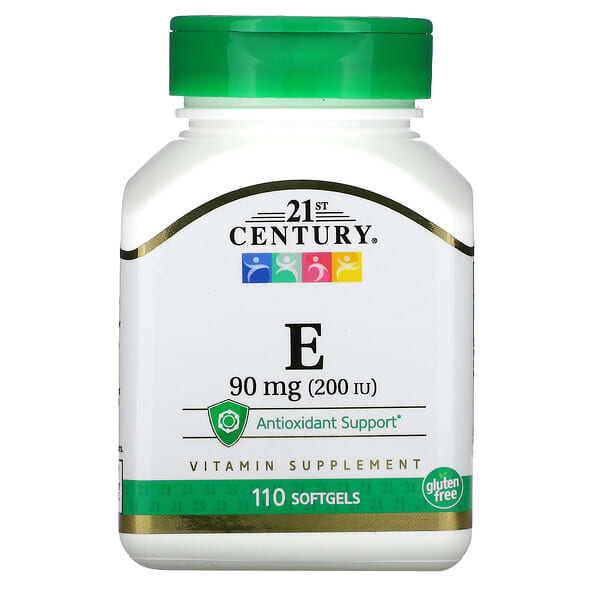 21ST
CENTURY®
E
90 mg (200 IU)
Antioxidant Support*
VITAMIN SUPPLEMENT
gluten
free
110 SOFTGELS